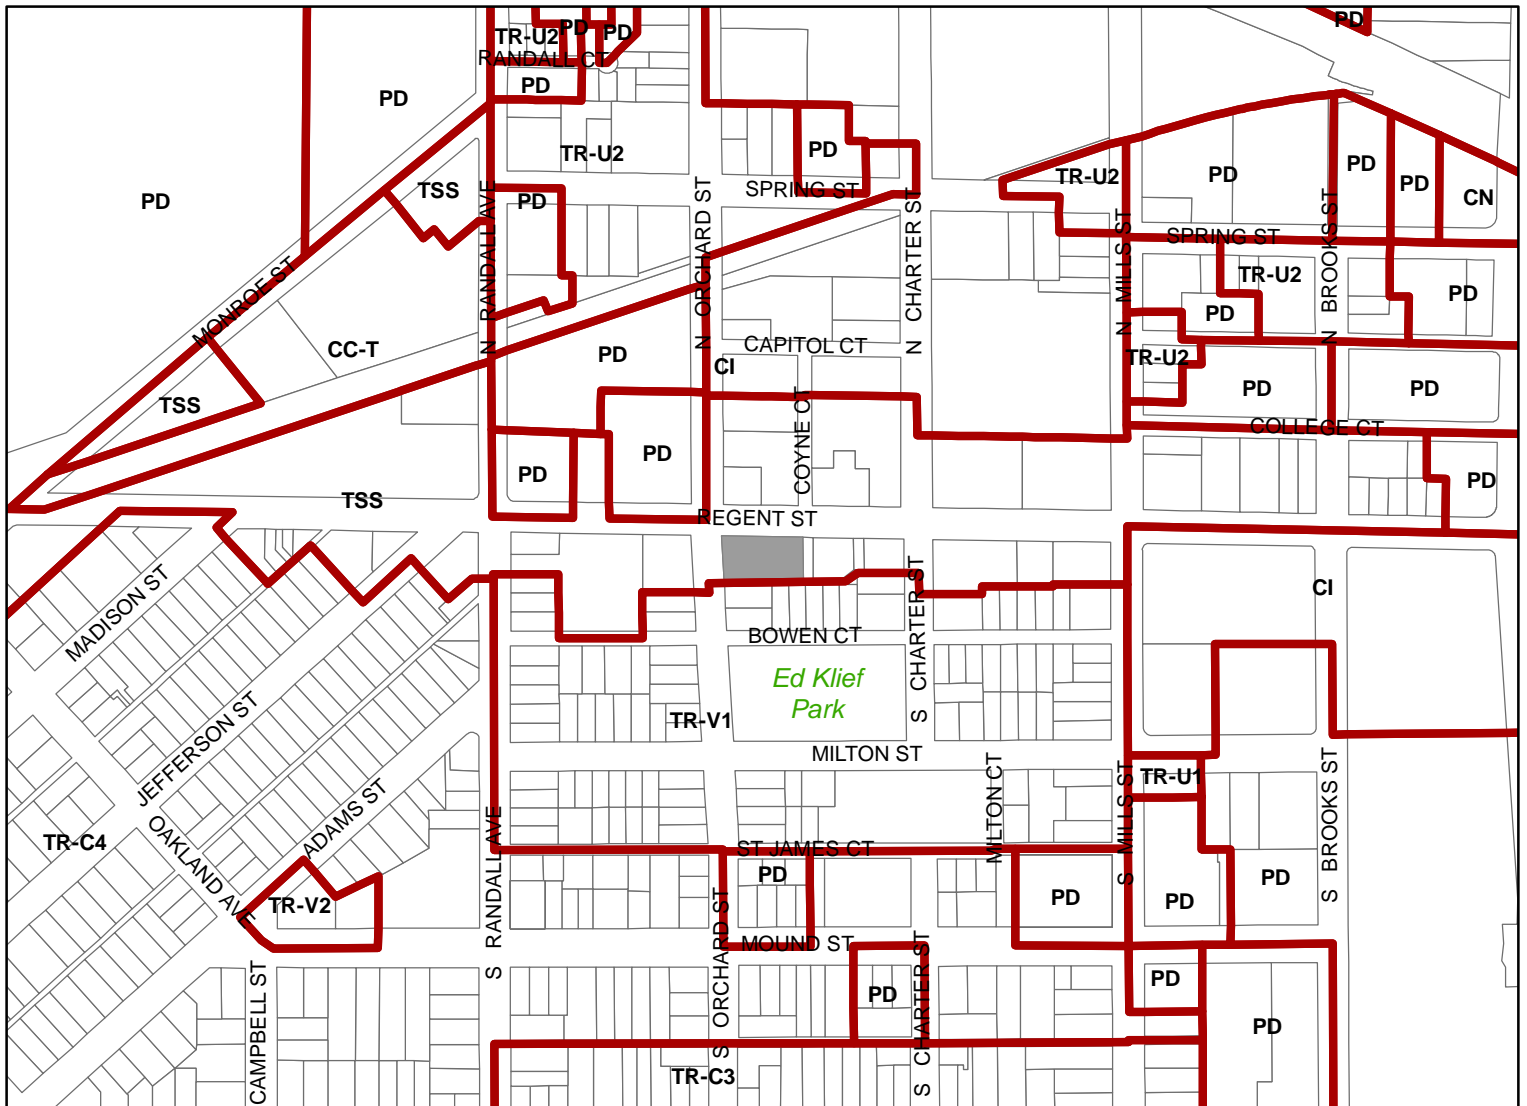 PD
TR-U2
PD
PD
RANDALL CT
PD
PD
TR-U2
PD
TSS
PD
PD
SPRING ST
TR-U2
PD
PD
PD
CN
N RANDALL AVE
N ORCHARD ST
N CHARTER ST
N MILLS ST
N BROOKS ST
SPRING ST
MONROE ST
TR-U2
PD
PD
CC-T
PD
CAPITOL CT
CI
TR-U2
PD
PD
TSS
COYNE CT
COLLEGE CT
PD
PD
PD
TSS
REGENT ST
MADISON ST
BOWEN CT
S CHARTER ST
CI
Ed Klief
Park
TR-V1
JEFFERSON ST
MILTON ST
MILTON CT
TR-U1
S MILLS ST
S BROOKS ST
ADAMS ST
OAKLAND AVE
TR-C4
S RANDALL AVE
ST JAMES CT
PD
PD
PD
PD
TR-V2
S ORCHARD ST
MOUND ST
CAMPBELL ST
PD
S CHARTER ST
PD
PD
TR-C3